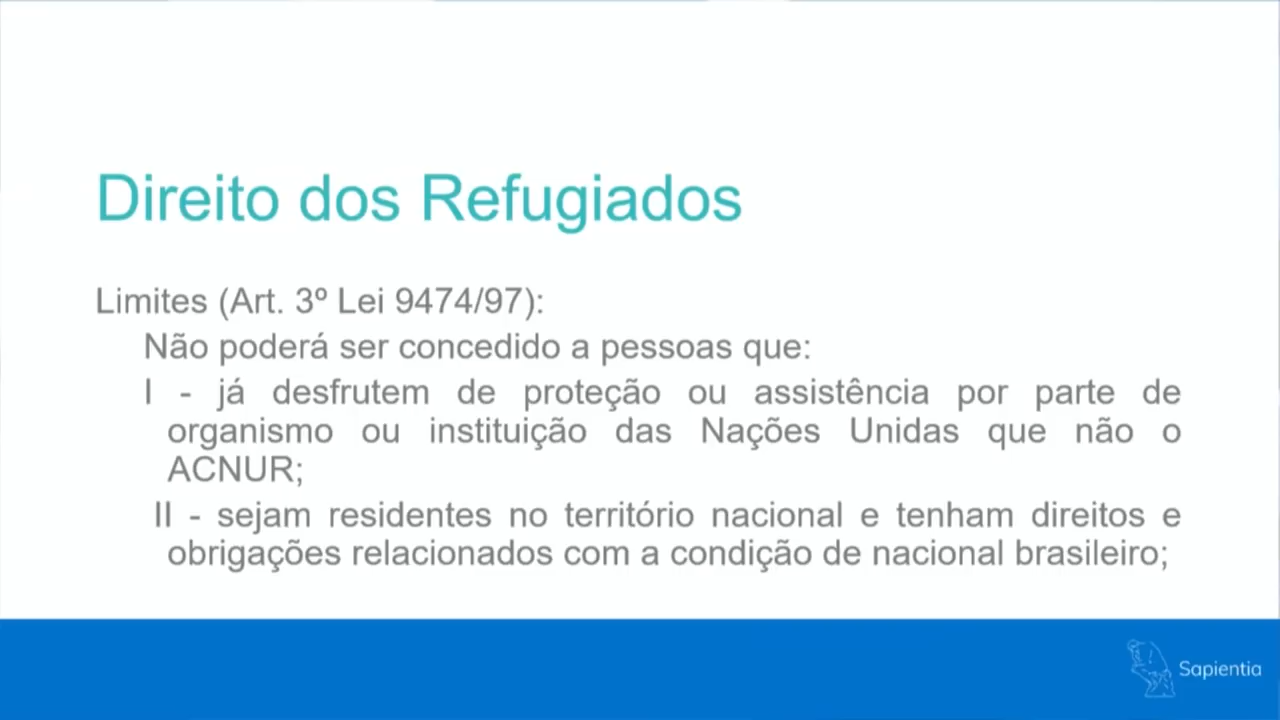 Direito dos Refugiados
Limites (Art. 3º Lei 9474/97):
Não poderá ser concedido a pessoas que:
I - já desfrutem de proteção ou assistência por parte de
organismo ou instituição das Nações Unidas que não o
ACNUR;
II - sejam residentes no território nacional e tenham direitos e
obrigações relacionados com a condição de nacional brasileiro;
Sapientia